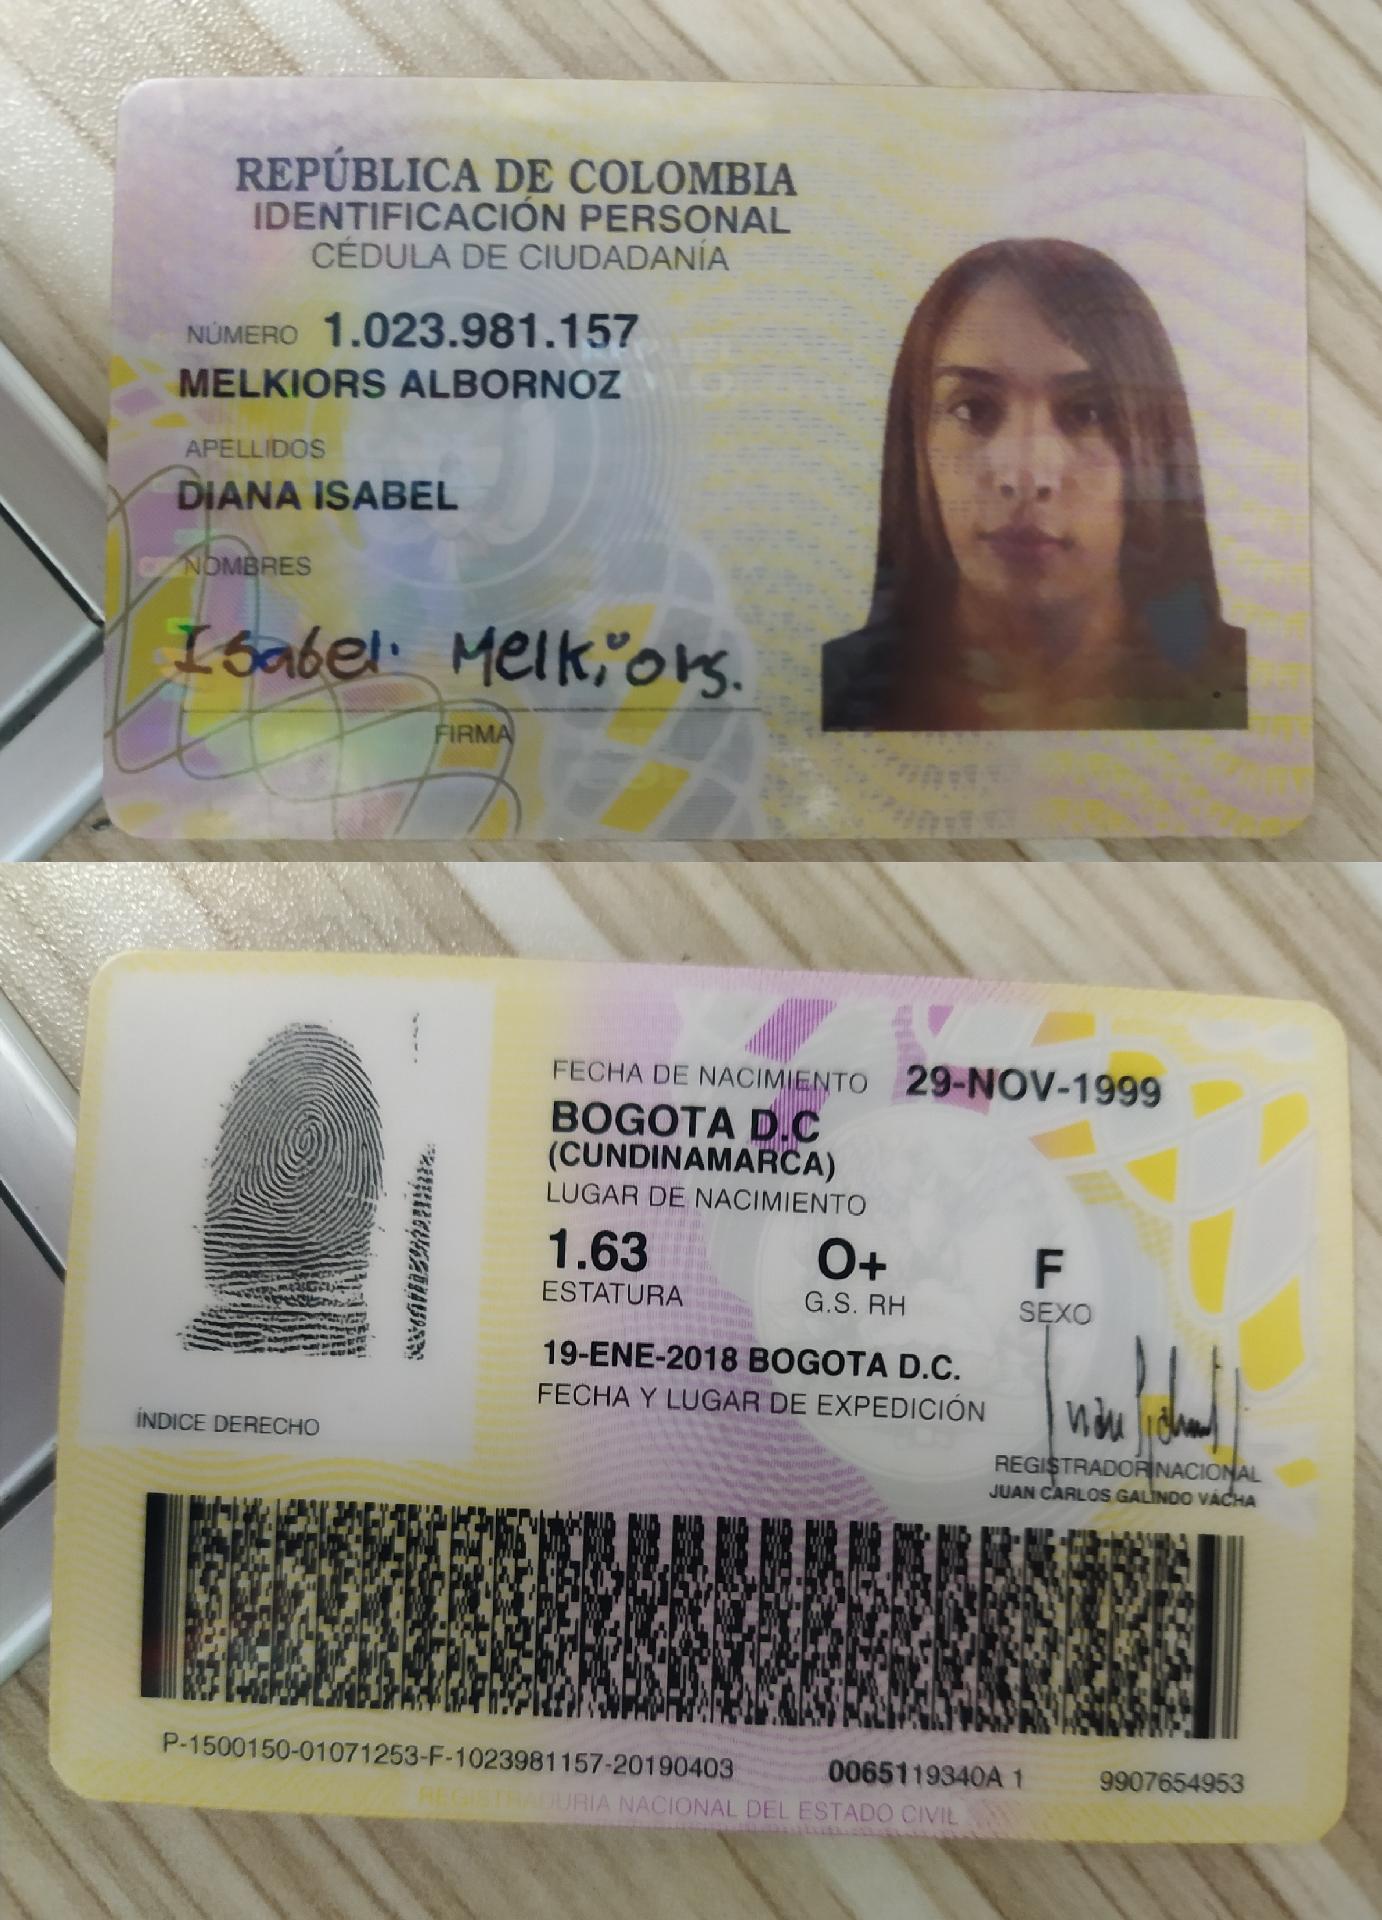 REPÚBLICA DE COLOMBIA
IDENTIFICACIÓN PERSONAL
CÉDULA DE CIUDADANÍA
NÚMERO 1.023.981.157
MELKIORS ALBORNOZ
APELLIDOS
DIANA ISABEL
NOMBRES
Isabel Melkiors.
FIRMA
FECHA DE NACIMIENTO 29-NOV-1999
BOGOTA D.C
(CUNDINAMARCA)
LUGAR DE NACIMIENTO
1.63 O+ F
ESTATURA G.S. RH SEXO
19-ENE-2018 BOGOTA D.C.
FECHA Y LUGAR DE EXPEDICIÓN
ÍNDICE DERECHO
REGISTRADOR NACIONAL
JUAN CARLOS GALINDO VÁCHA
P-1500150-01071253-F-1023981157-20190403 0065119340A 1 9907654953
REGISTRADURIA NACIONAL DEL ESTADO CIVIL